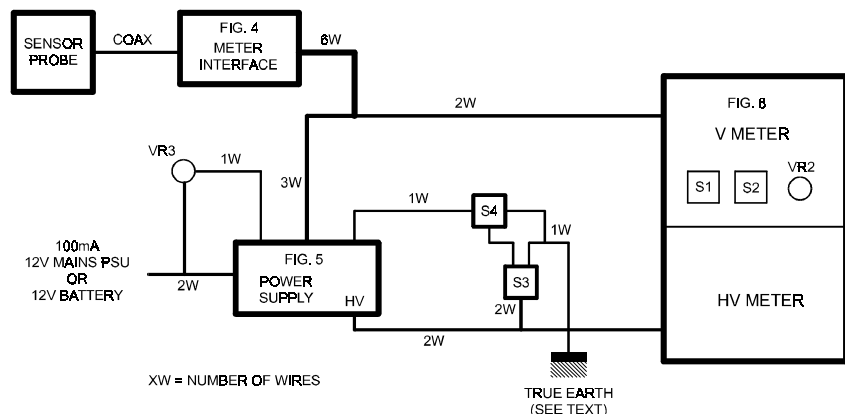 SENSOR
PROBE
COAX
FIG. 4
METER
INTERFACE
6W
2W
FIG. 6
V METER
S1
S2
VR2
HV METER
VR3
1W
3W
1W
S4
1W
S3
2W
100mA
12V MAINS PSU
OR
12V BATTERY
2W
FIG. 5
POWER
SUPPLY
HV
2W
XW = NUMBER OF WIRES
TRUE EARTH
(SEE TEXT)